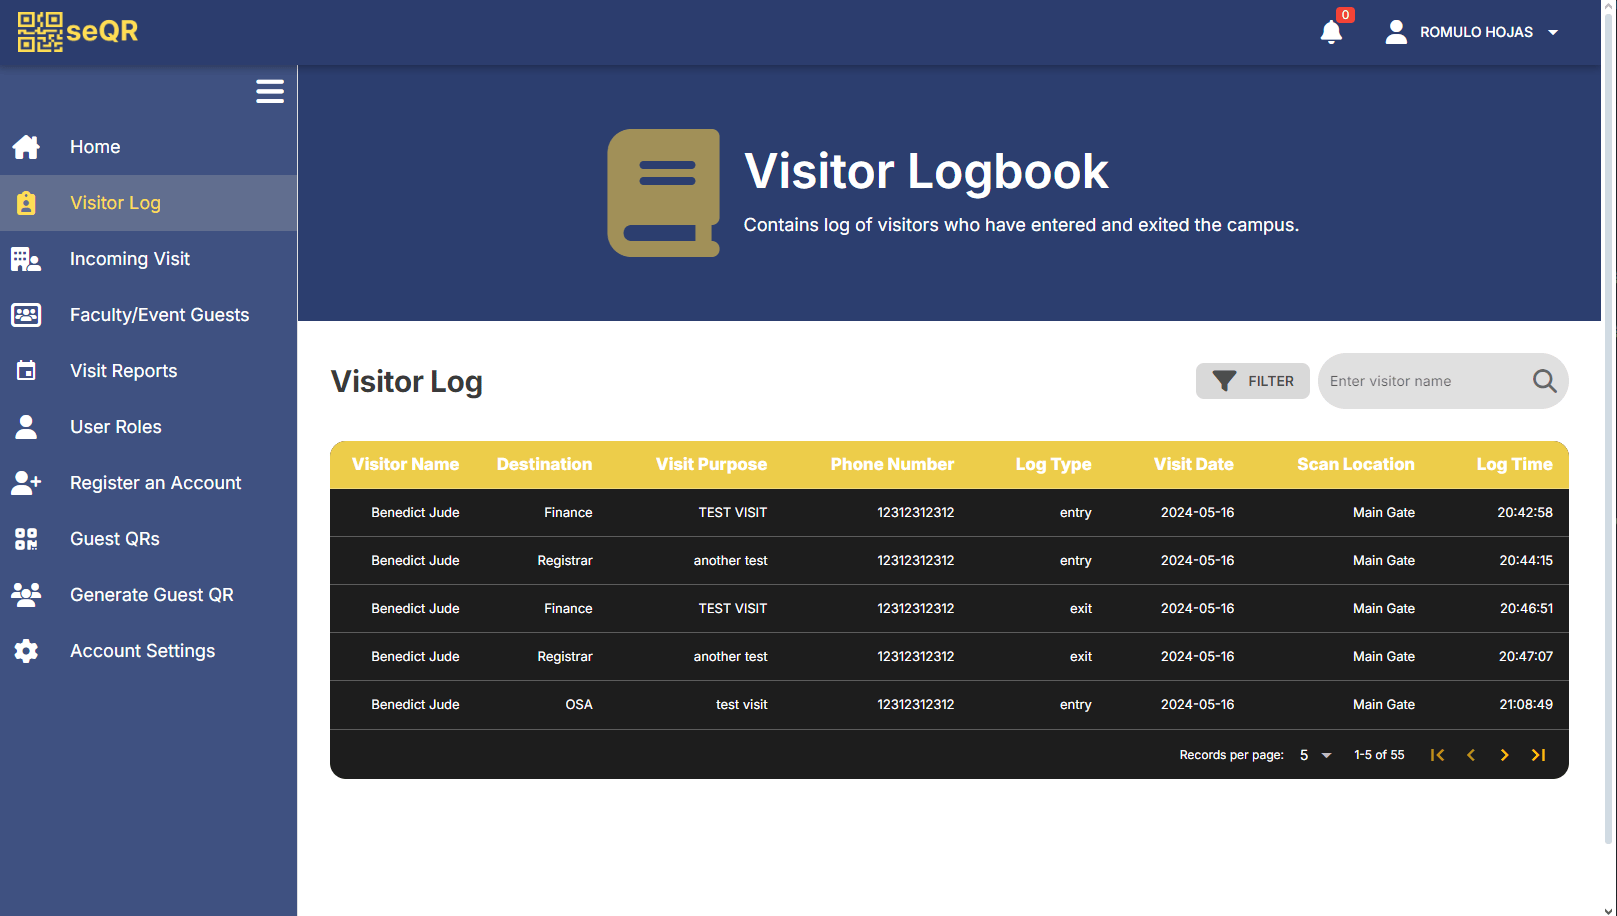 seQR
0
ROMULO HOJAS
Home
Visitor Log
Incoming Visit
Faculty/Event Guests
Visit Reports
User Roles
Register an Account
Guest QRs
Generate Guest QR
Account Settings
Visitor Logbook
Contains log of visitors who have entered and exited the campus.
Visitor Log
FILTER
Enter visitor name
Visitor Name Destination Visit Purpose Phone Number Log Type Visit Date Scan Location Log Time
Benedict Jude Finance TEST VISIT 12312312312 entry 2024-05-16 Main Gate 20:42:58
Benedict Jude Registrar another test 12312312312 entry 2024-05-16 Main Gate 20:44:15
Benedict Jude Finance TEST VISIT 12312312312 exit 2024-05-16 Main Gate 20:46:51
Benedict Jude Registrar another test 12312312312 exit 2024-05-16 Main Gate 20:47:07
Benedict Jude OSA test visit 12312312312 entry 2024-05-16 Main Gate 21:08:49
Records per page: 5 1-5 of 55